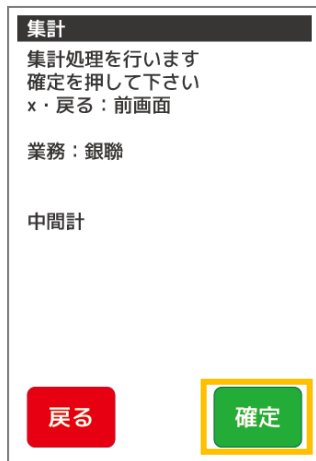 集計
集計処理を行います
確定を押して下さい
x・戻る：前画面
業務：銀聯
中間計
戻る
確定